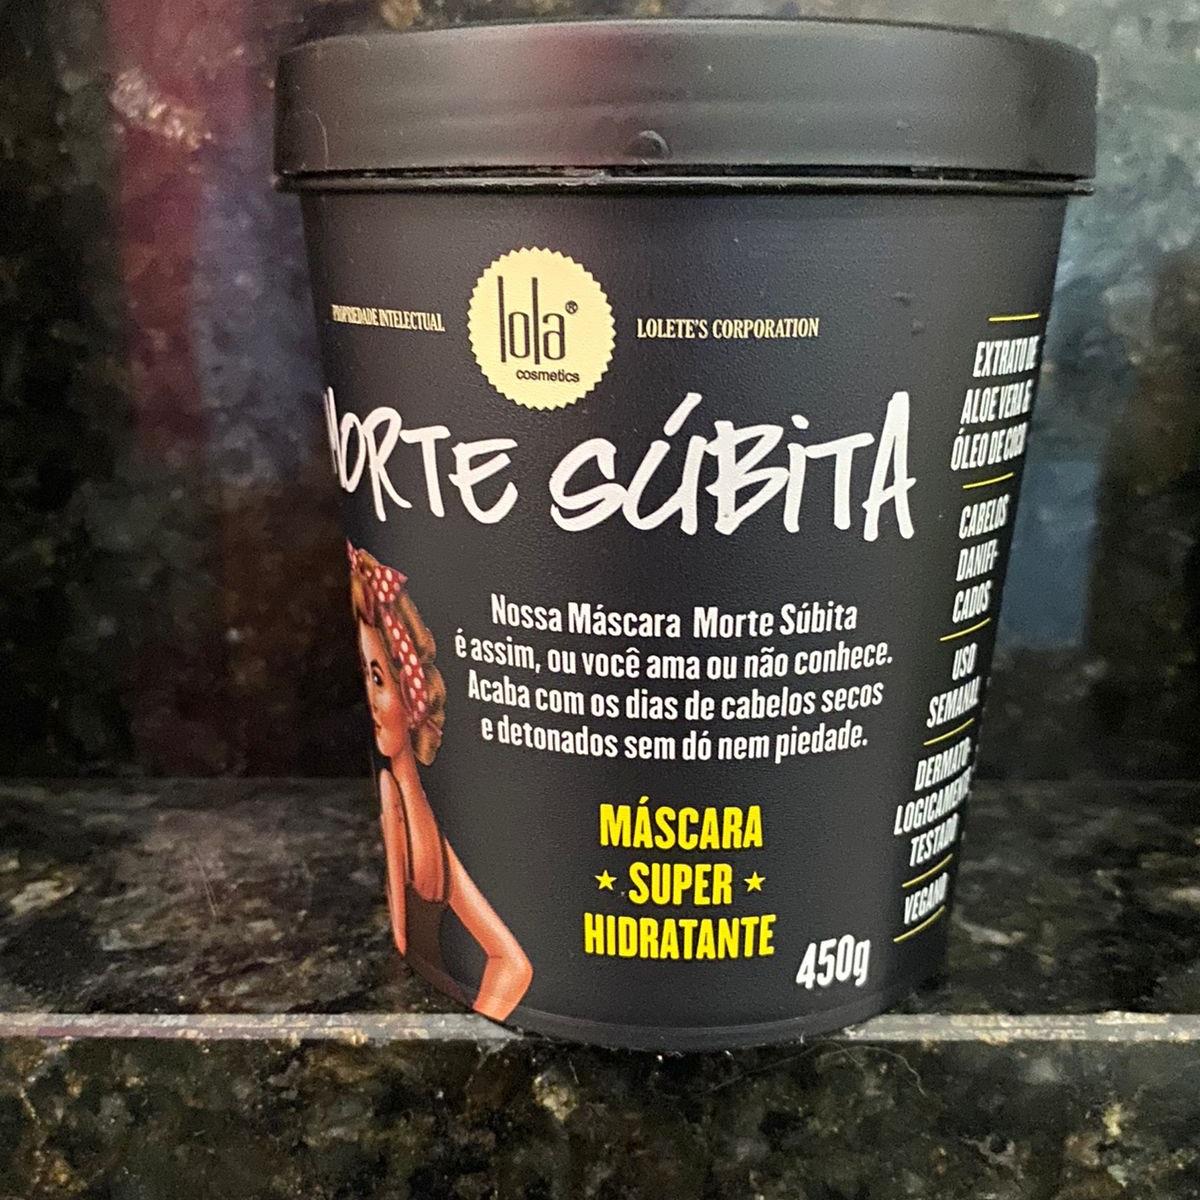 PROPRIEDADE INTELECTUAL
lola®
cosmetics
LOLETE'S CORPORATION
MORTE SÚBITA
Nossa Máscara Morte Súbita
é assim, ou você ama ou não conhece.
Acaba com os dias de cabelos secos
e detonados sem dó nem piedade.
MÁSCARA
SUPER
HIDRATANTE
450g
EXTRATO DE
ALOE VERA &
ÓLEO DE COCO
CABELOS
DANIFI-
CADOS
USO
SEMANAL
DERMATO-
LOGICAMENTE
TESTADO
VEGANO